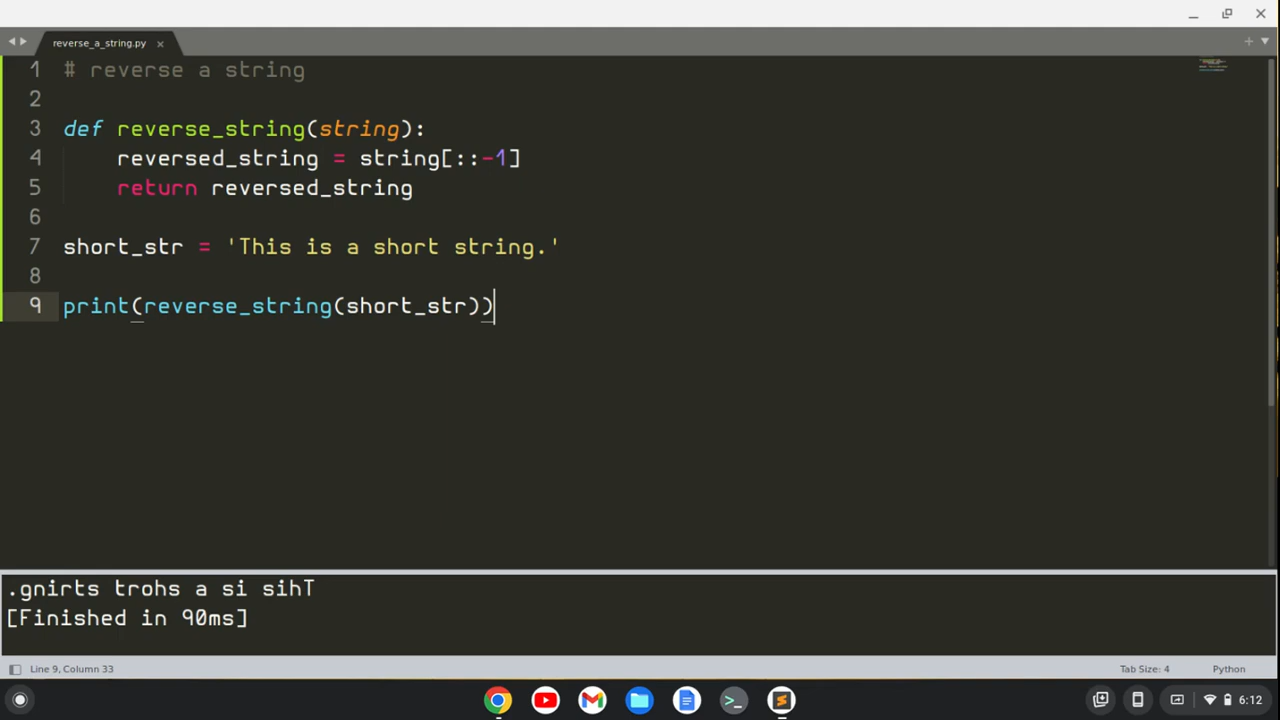 reverse_a_string.py
1 # reverse a string
2
3 def reverse_string(string):
4     reversed_string = string[::-1]
5     return reversed_string
6
7 short_str = 'This is a short string.'
8
9 print(reverse_string(short_str))
.gnirts trohs a si sihT
[Finished in 90ms]
Line 9, Column 33 Tab Size: 4 Python
6:12